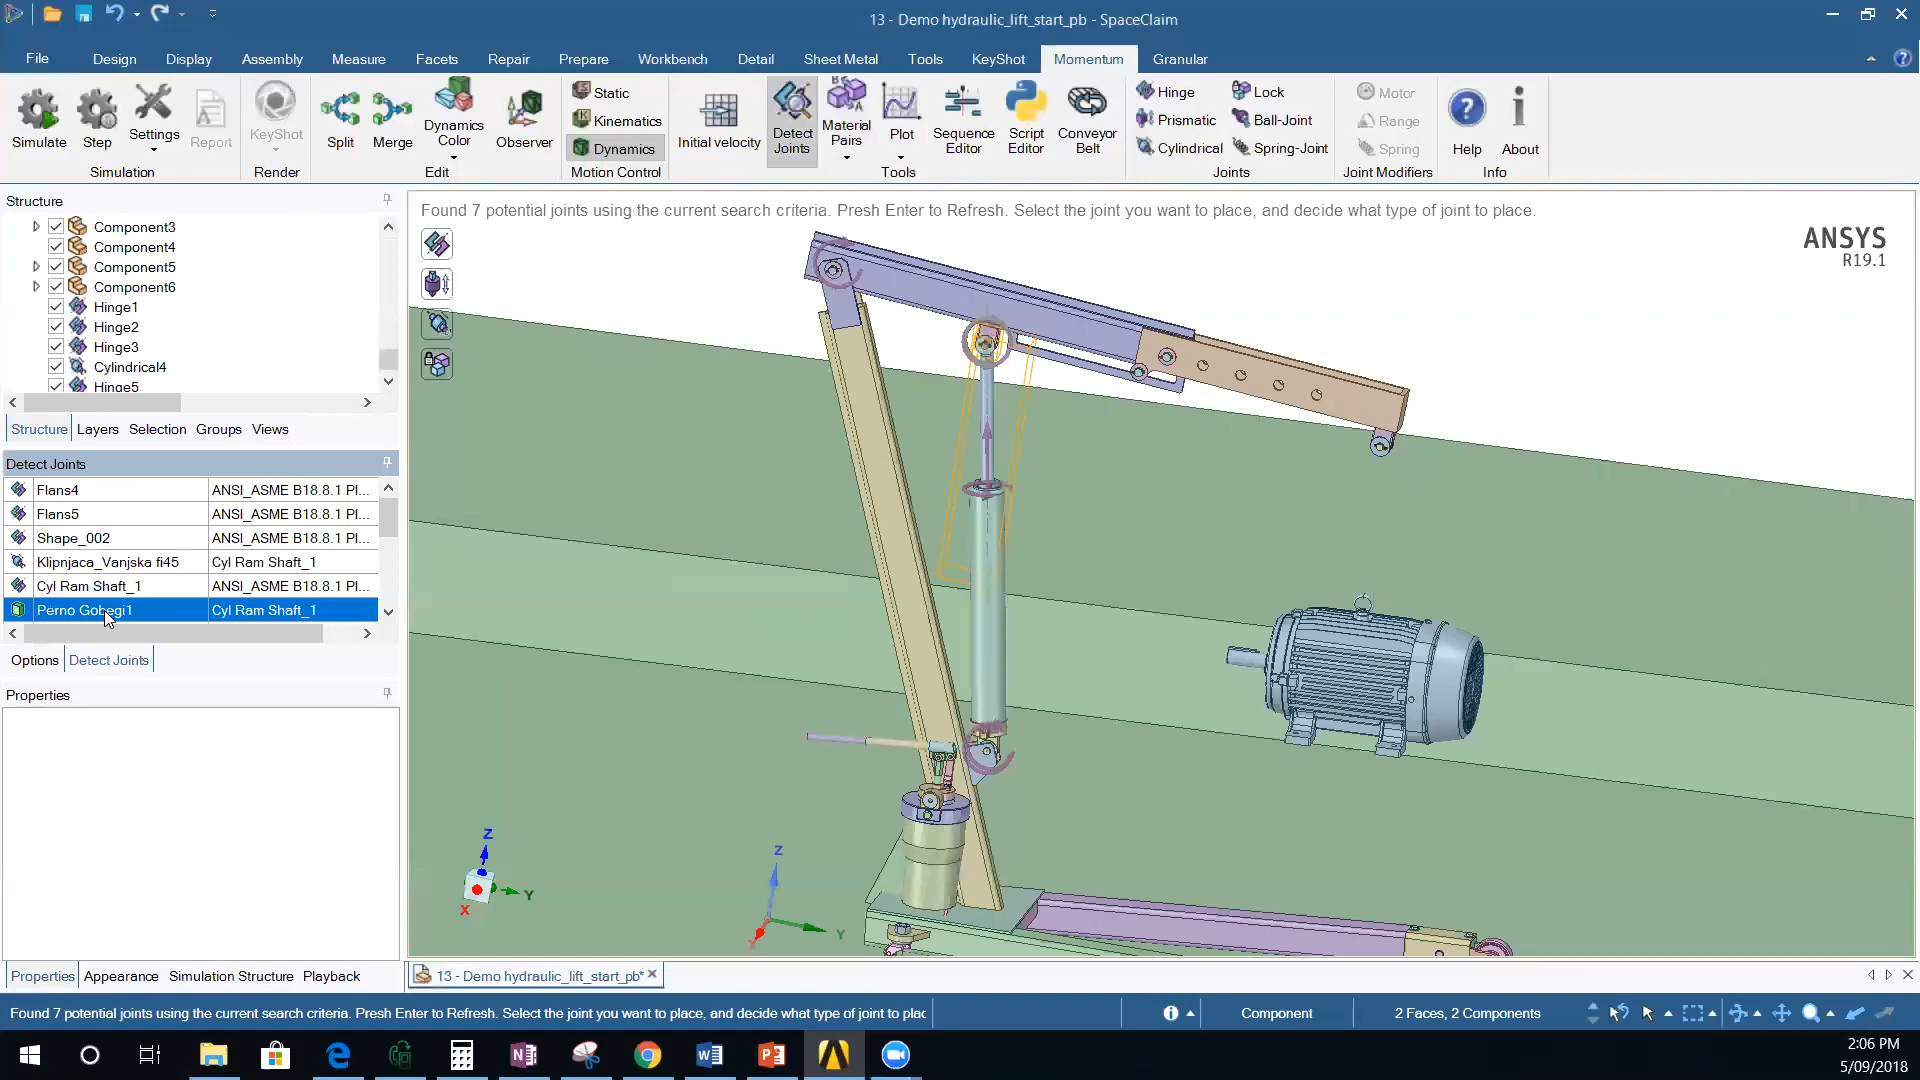 13 - Demo hydraulic_lift_start_pb - SpaceClaim
File Design Display Assembly Measure Facets Repair Prepare Workbench Detail Sheet Metal Tools KeyShot Momentum Granular
Simulate Step Settings Report
Simulation
KeyShot
Render
Split Merge Dynamics Color Observer
Edit
Static
Kinematics
Dynamics
Motion Control
Initial velocity Detect Joints Material Pairs Plot Sequence Editor Script Editor Conveyor Belt
Tools
Hinge Lock
Prismatic Ball-Joint
Cylindrical Spring-Joint
Joints
Motor
Range
Spring
Joint Modifiers
Help About
Info
Structure
Component3
Component4
Component5
Component6
Hinge1
Hinge2
Hinge3
Cylindrical4
Hinge5
Structure Layers Selection Groups Views
Detect Joints
Flans4 ANSI_ASME B18.8.1 Pl...
Flans5 ANSI_ASME B18.8.1 Pl...
Shape_002 ANSI_ASME B18.8.1 Pl...
Klipnjaca_Vanjska fi45 Cyl Ram Shaft_1
Cyl Ram Shaft_1 ANSI_ASME B18.8.1 Pl...
Perno Gobegi1 Cyl Ram Shaft_1
Options Detect Joints
Properties
Properties Appearance Simulation Structure Playback
Found 7 potential joints using the current search criteria. Presh Enter to Refresh. Select the joint you want to place, and decide what type of joint to place.
ANSYS
R19.1
Z
Y
X
Z
Y
X
13 - Demo hydraulic_lift_start_pb*
Found 7 potential joints using the current search criteria. Presh Enter to Refresh. Select the joint you want to place, and decide what type of joint to plac
Component
2 Faces, 2 Components
2:06 PM
5/09/2018